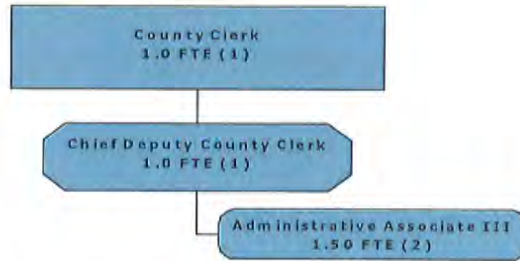 County Clerk
1.0 FTE (1)
Chief Deputy County Clerk
1.0 FTE (1)
Administrative Associate III
1.50 FTE (2)